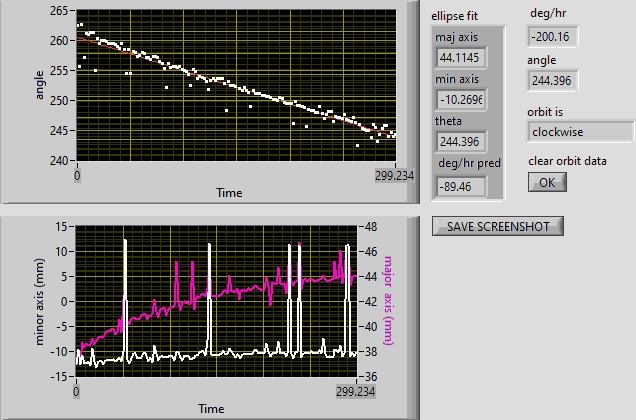 265
260
255
250
245
240
angle
0
299.234
Time
ellipse fit
maj axis
44.1145
min axis
-10.269
theta
244.396
deg/hr pred
-89.46
deg/hr
-200.16
angle
244.396
orbit is
clockwise
clear orbit data
OK
SAVE SCREENSHOT
15
10
5
0
-5
-10
-15
minor axis (mm)
48
46
44
42
40
38
36
major axis (mm)
0
299.234
Time